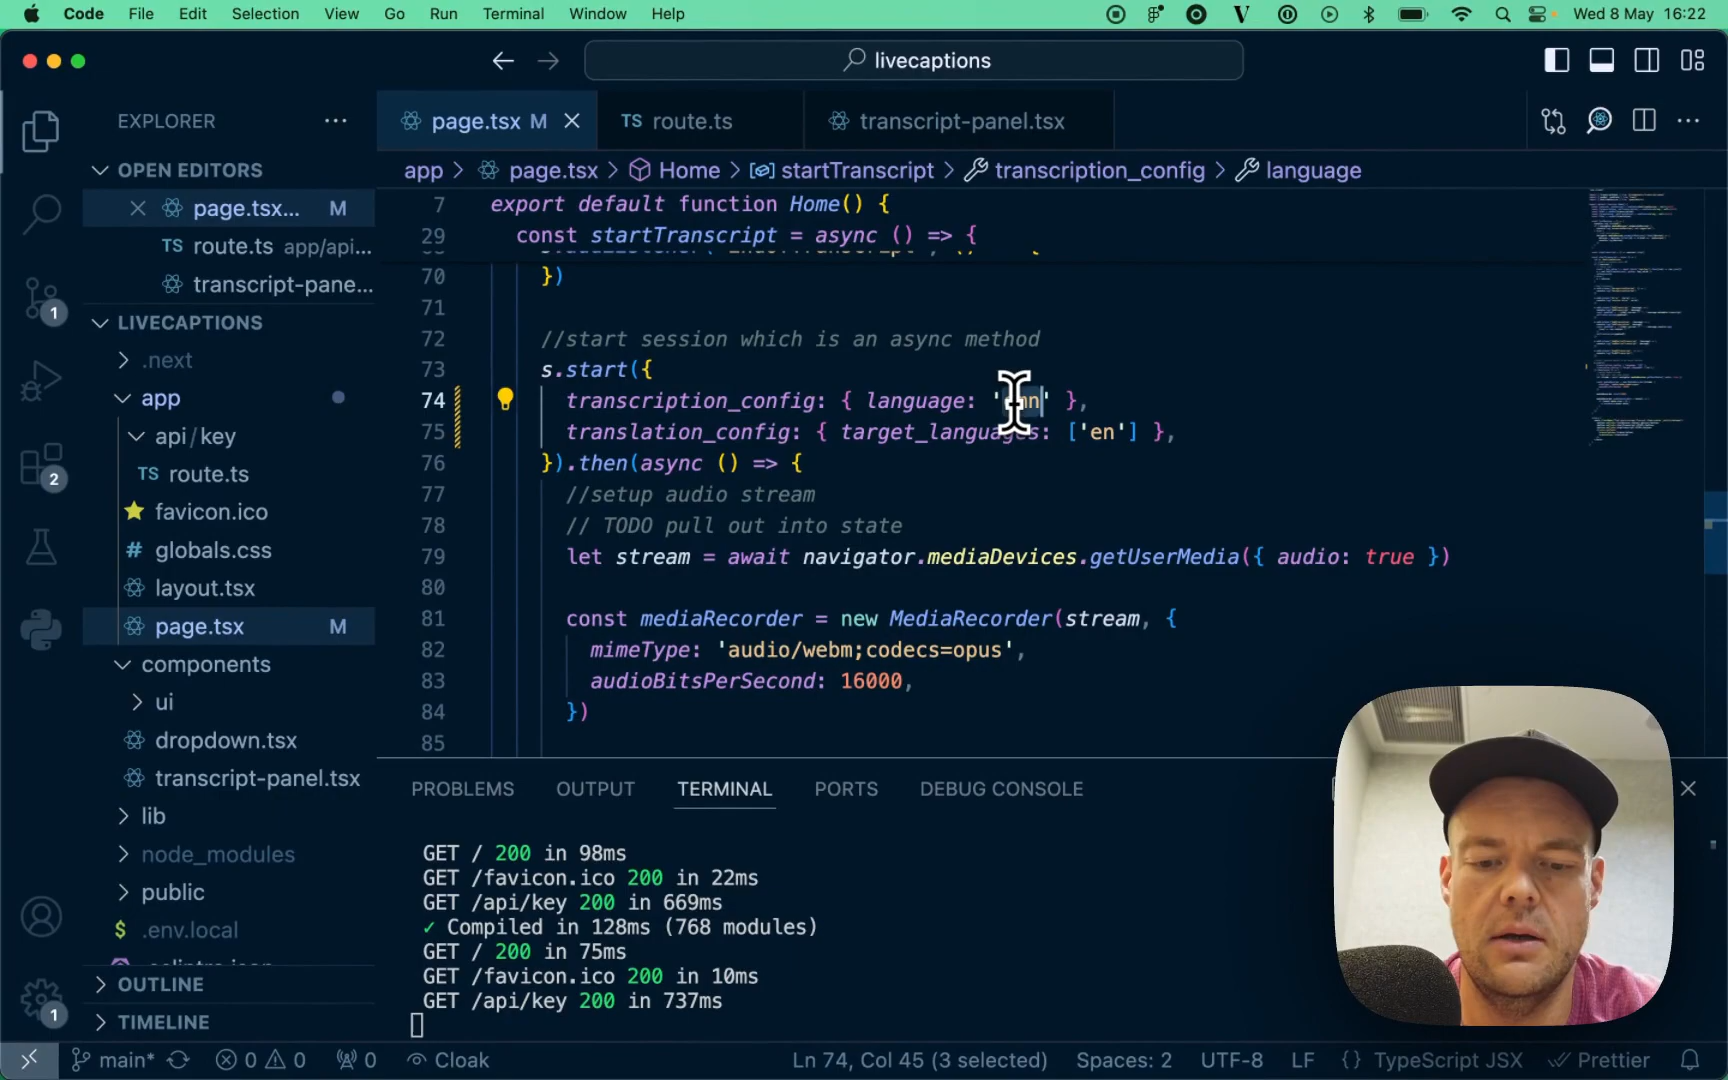 Code File Edit Selection View Go Run Terminal Window Help Wed 8 May 16:22
livecaptions
EXPLORER
page.tsx M
TS route.ts
transcript-panel.tsx
OPEN EDITORS
app > page.tsx > Home > startTranscript > transcription_config > language
page.tsx... M
TS route.ts app/api...
transcript-pane...
LIVECAPTIONS
.next
app
api/key
TS route.ts
favicon.ico
# globals.css
layout.tsx
page.tsx M
components
ui
dropdown.tsx
transcript-panel.tsx
lib
node_modules
public
$ .env.local
OUTLINE
TIMELINE
1
2
1
7 export default function Home() {
29 const startTranscript = async () => {
70 })
71
72 //start session which is an async method
73 s.start({
74 transcription_config: { language: ' ' },
75 translation_config: { target_languages: ['en'] },
76 }).then(async () => {
77 //setup audio stream
78 // TODO pull out into state
79 let stream = await navigator.mediaDevices.getUserMedia({ audio: true })
80
81 const mediaRecorder = new MediaRecorder(stream, {
82 mimeType: 'audio/webm;codecs=opus',
83 audioBitsPerSecond: 16000,
84 })
85
PROBLEMS OUTPUT TERMINAL PORTS DEBUG CONSOLE
GET / 200 in 98ms
GET /favicon.ico 200 in 22ms
GET /api/key 200 in 669ms
✓ Compiled in 128ms (768 modules)
GET / 200 in 75ms
GET /favicon.ico 200 in 10ms
GET /api/key 200 in 737ms
main* 0 0 0 Cloak Ln 74, Col 45 (3 selected) Spaces: 2 UTF-8 LF {} TypeScript JSX Prettier